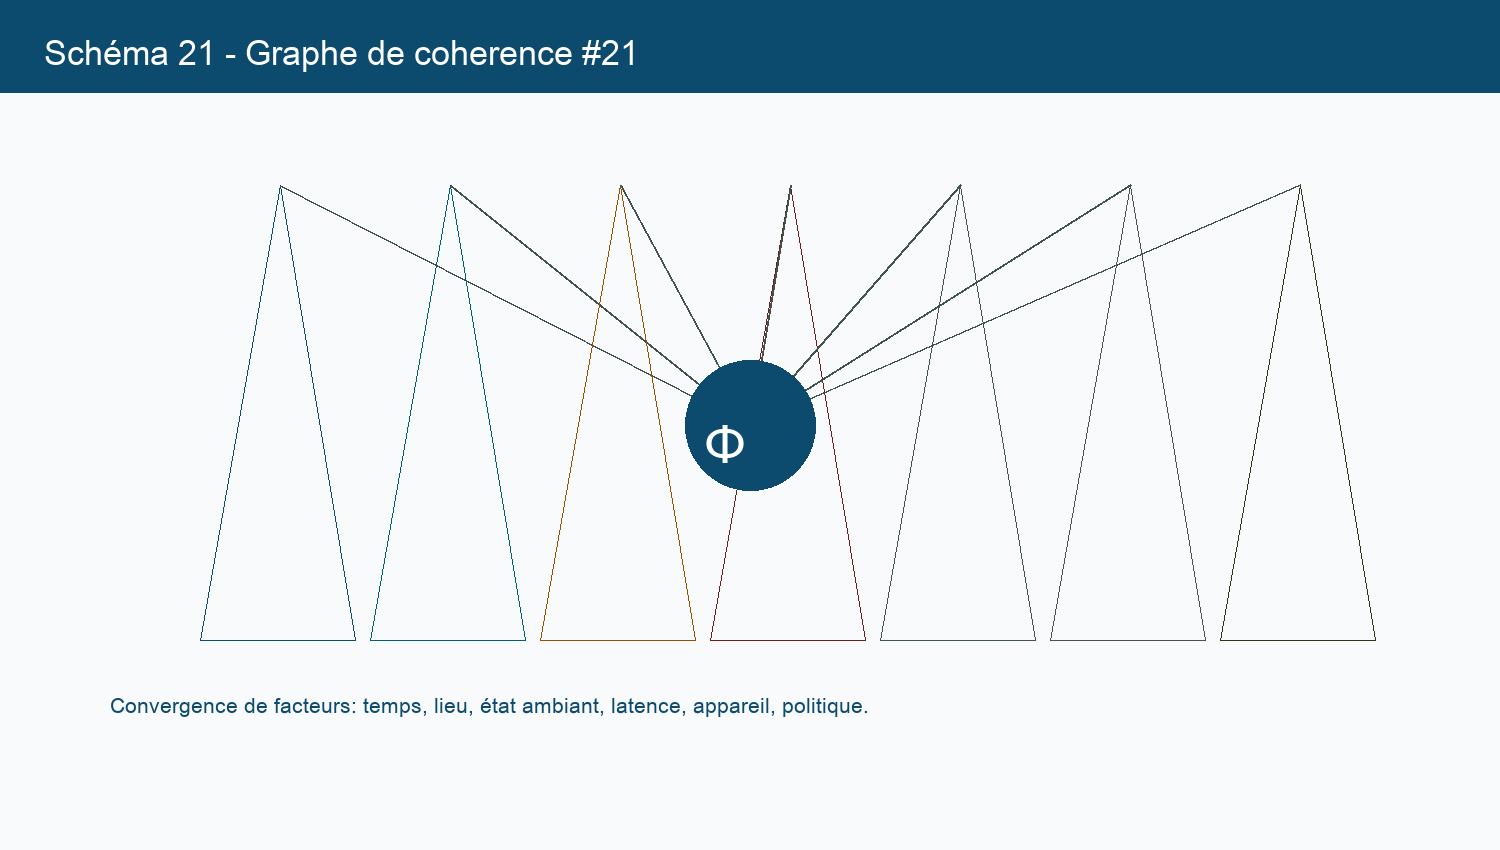 Schéma 21 - Graphe de coherence #21
Φ
Convergence de facteurs: temps, lieu, état ambiant, latence, appareil, politique.